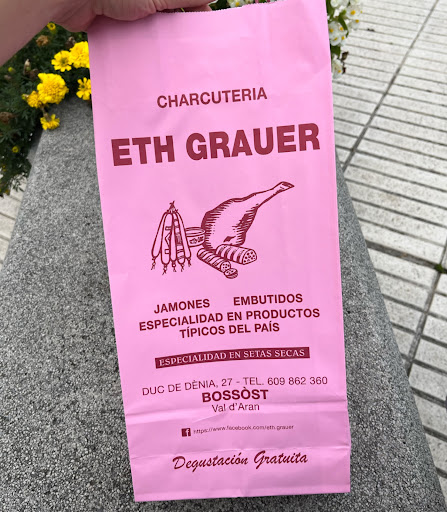 CHARCUTERIA
ETH GRAUER
JAMONES EMBUTIDOS
ESPECIALIDAD EN PRODUCTOS
TÍPICOS DEL PAÍS
ESPECIALIDAD EN SETAS SECAS
DUC DE DÈNIA, 27 - TEL. 609 862 360
BOSSÒST
Val d'Aran
f https://www.facebook.com/eth.grauer
Degustación Gratuita